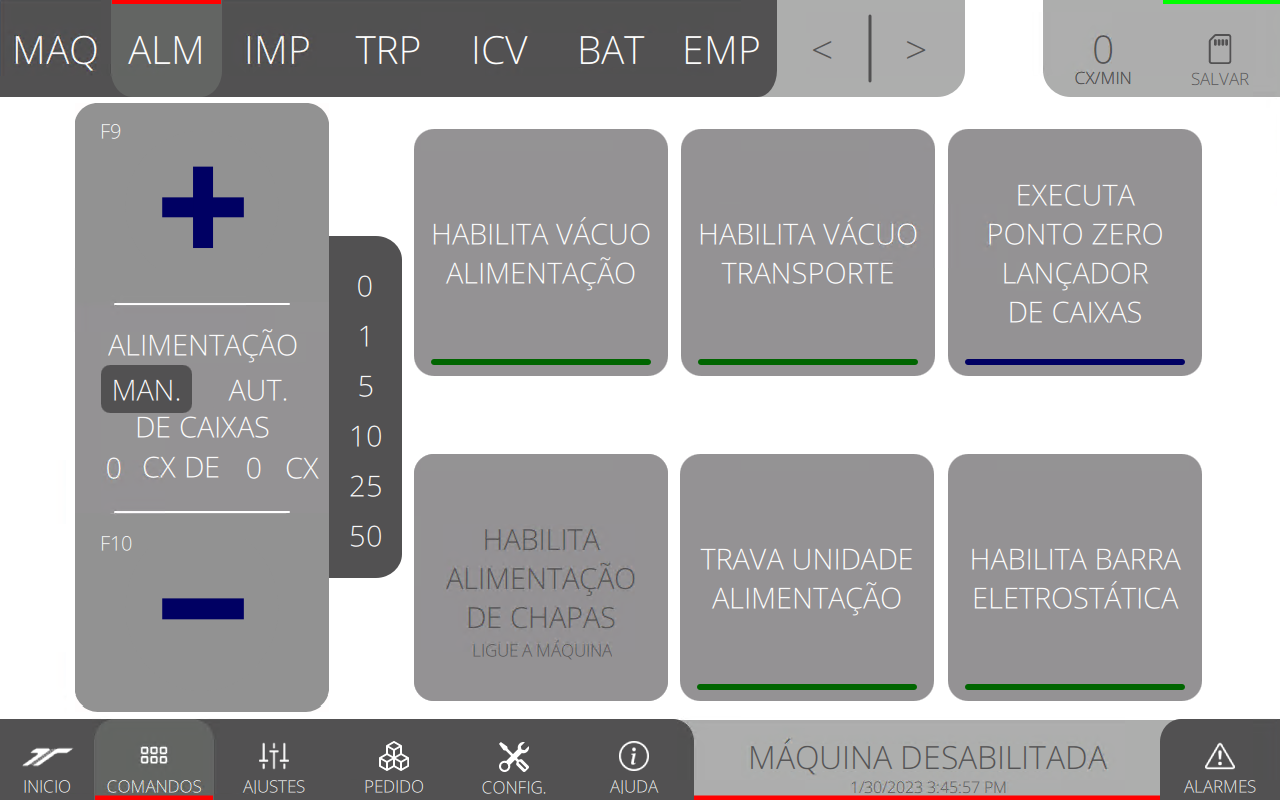 MAQ ALM IMP TRP ICV BAT EMP < > 0 CX/MIN SALVAR
F9
ALIMENTAÇÃO
MAN. AUT.
DE CAIXAS
0 CX DE 0 CX
F10
0
1
5
10
25
50
HABILITA VÁCUO
ALIMENTAÇÃO
HABILITA VÁCUO
TRANSPORTE
EXECUTA
PONTO ZERO
LANÇADOR
DE CAIXAS
HABILITA
ALIMENTAÇÃO
DE CHAPAS
LIGUE A MÁQUINA
TRAVA UNIDADE
ALIMENTAÇÃO
HABILITA BARRA
ELETROSTÁTICA
INICIO COMANDOS AJUSTES PEDIDO CONFIG. AJUDA
MÁQUINA DESABILITADA
1/30/2023 3:45:57 PM
ALARMES